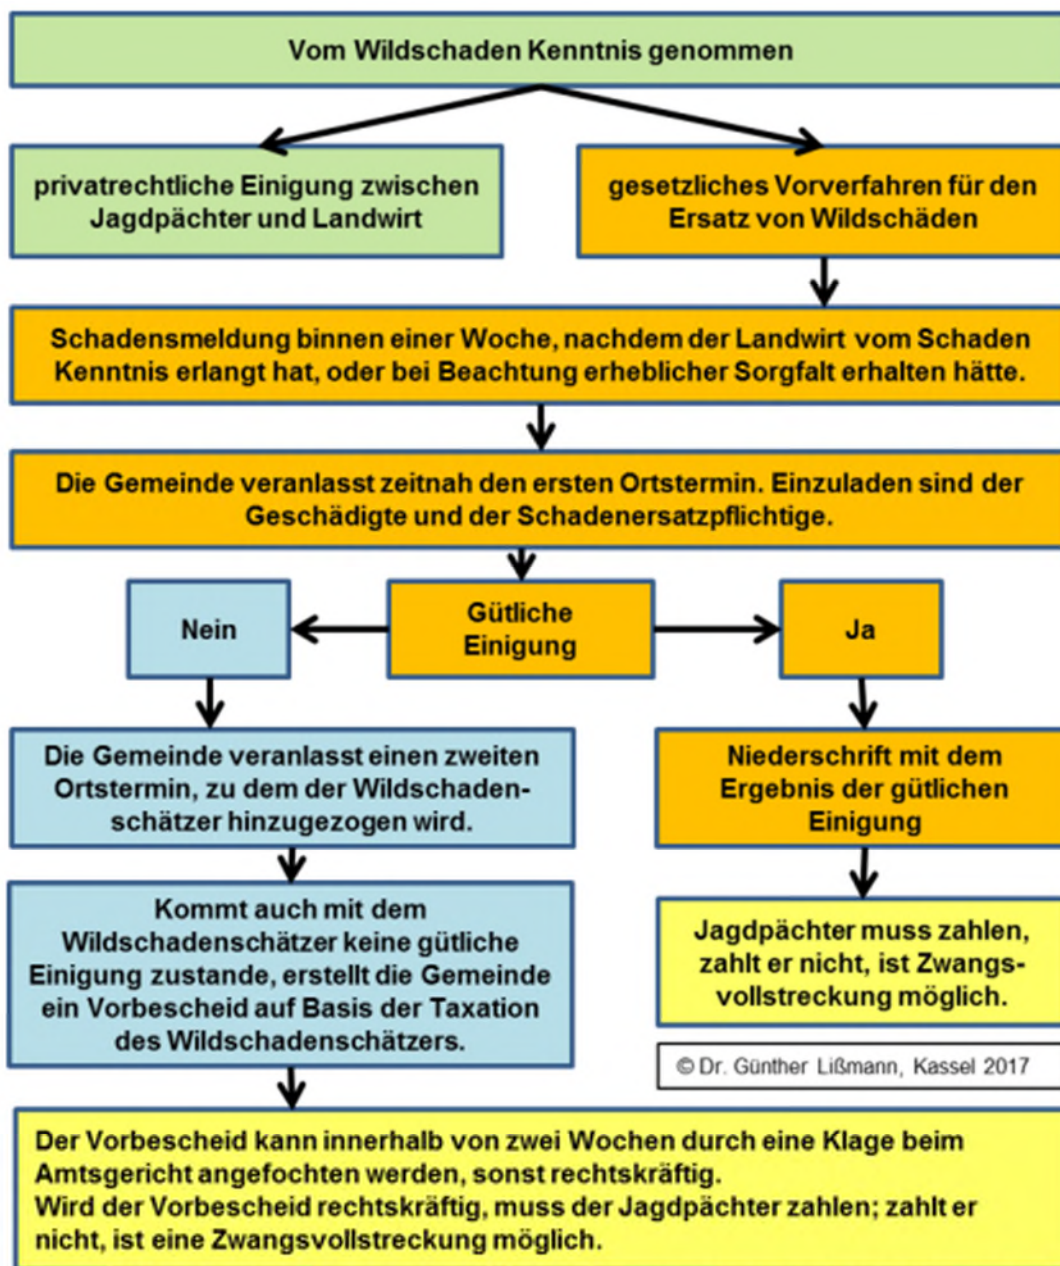 Vom Wildschaden Kenntnis genommen
privatrechtliche Einigung zwischen
Jagdpächter und Landwirt
gesetzliches Vorverfahren für den
Ersatz von Wildschäden
Schadensmeldung binnen einer Woche, nachdem der Landwirt vom Schaden
Kenntnis erlangt hat, oder bei Beachtung erheblicher Sorgfalt erhalten hätte.
Die Gemeinde veranlasst zeitnah den ersten Ortstermin. Einzuladen sind der
Geschädigte und der Schadenersatzpflichtige.
Nein
Gütliche
Einigung
Ja
Die Gemeinde veranlasst einen zweiten
Ortstermin, zu dem der Wildschaden-
schätzer hinzugezogen wird.
Niederschrift mit dem
Ergebnis der gütlichen
Einigung
Kommt auch mit dem
Wildschadenschätzer keine gütliche
Einigung zustande, erstellt die Gemeinde
ein Vorbescheid auf Basis der Taxation
des Wildschadenschätzers.
Jagdpächter muss zahlen,
zahlt er nicht, ist Zwangs-
vollstreckung möglich.
© Dr. Günther Lißmann, Kassel 2017
Der Vorbescheid kann innerhalb von zwei Wochen durch eine Klage beim
Amtsgericht angefochten werden, sonst rechtskräftig.
Wird der Vorbescheid rechtskräftig, muss der Jagdpächter zahlen; zahlt er
nicht, ist eine Zwangsvollstreckung möglich.